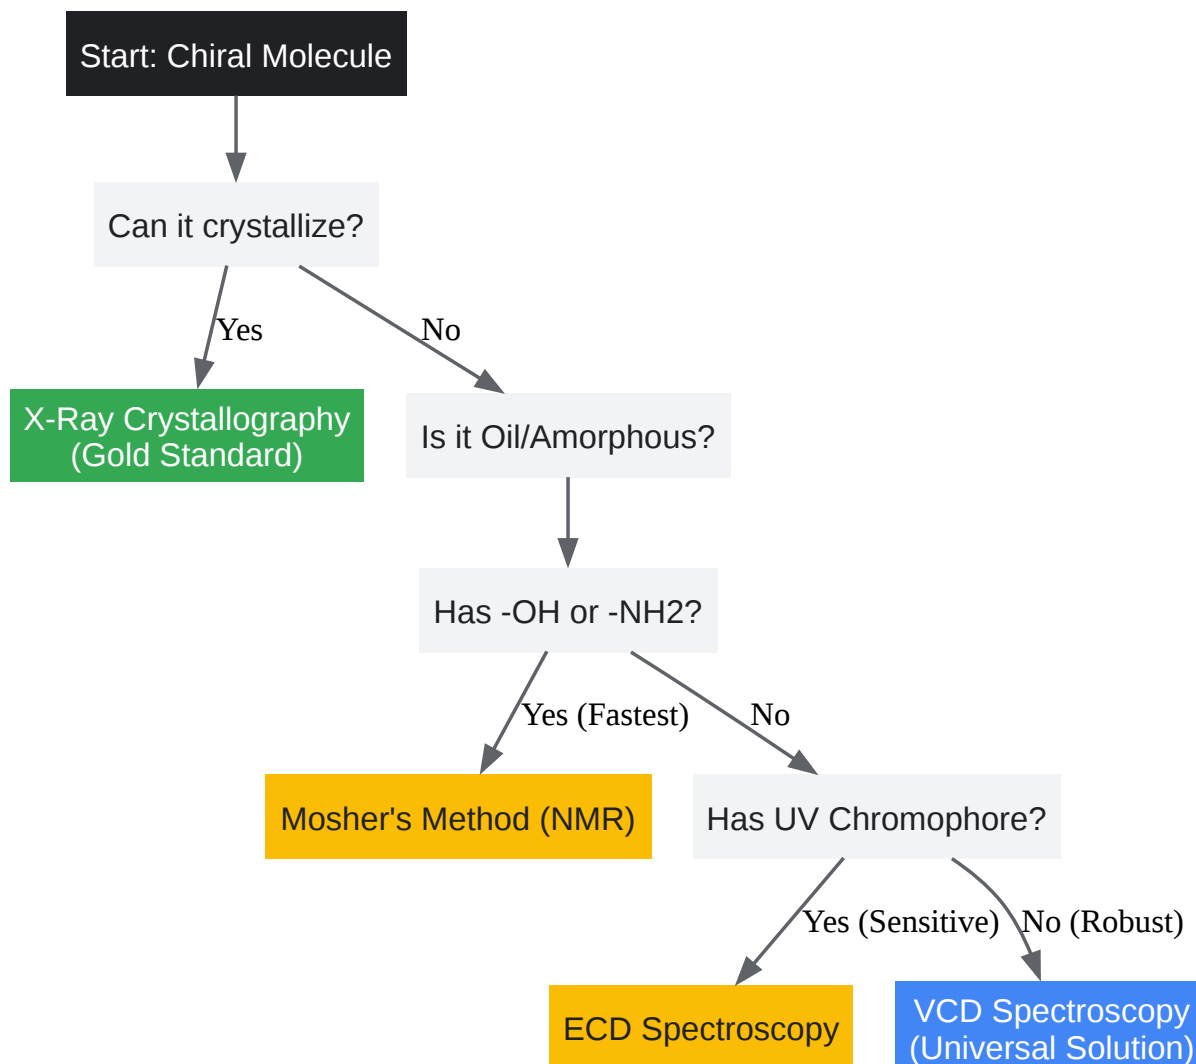 Start: Chiral Molecule
Can it crystallize?
Yes
No
X-Ray Crystallography
(Gold Standard)
Is it Oil/Amorphous?
Has -OH or -NH2?
Yes (Fastest)
No
Mosher's Method (NMR)
Has UV Chromophore?
Yes (Sensitive)
No (Robust)
ECD Spectroscopy
VCD Spectroscopy
(Universal Solution)